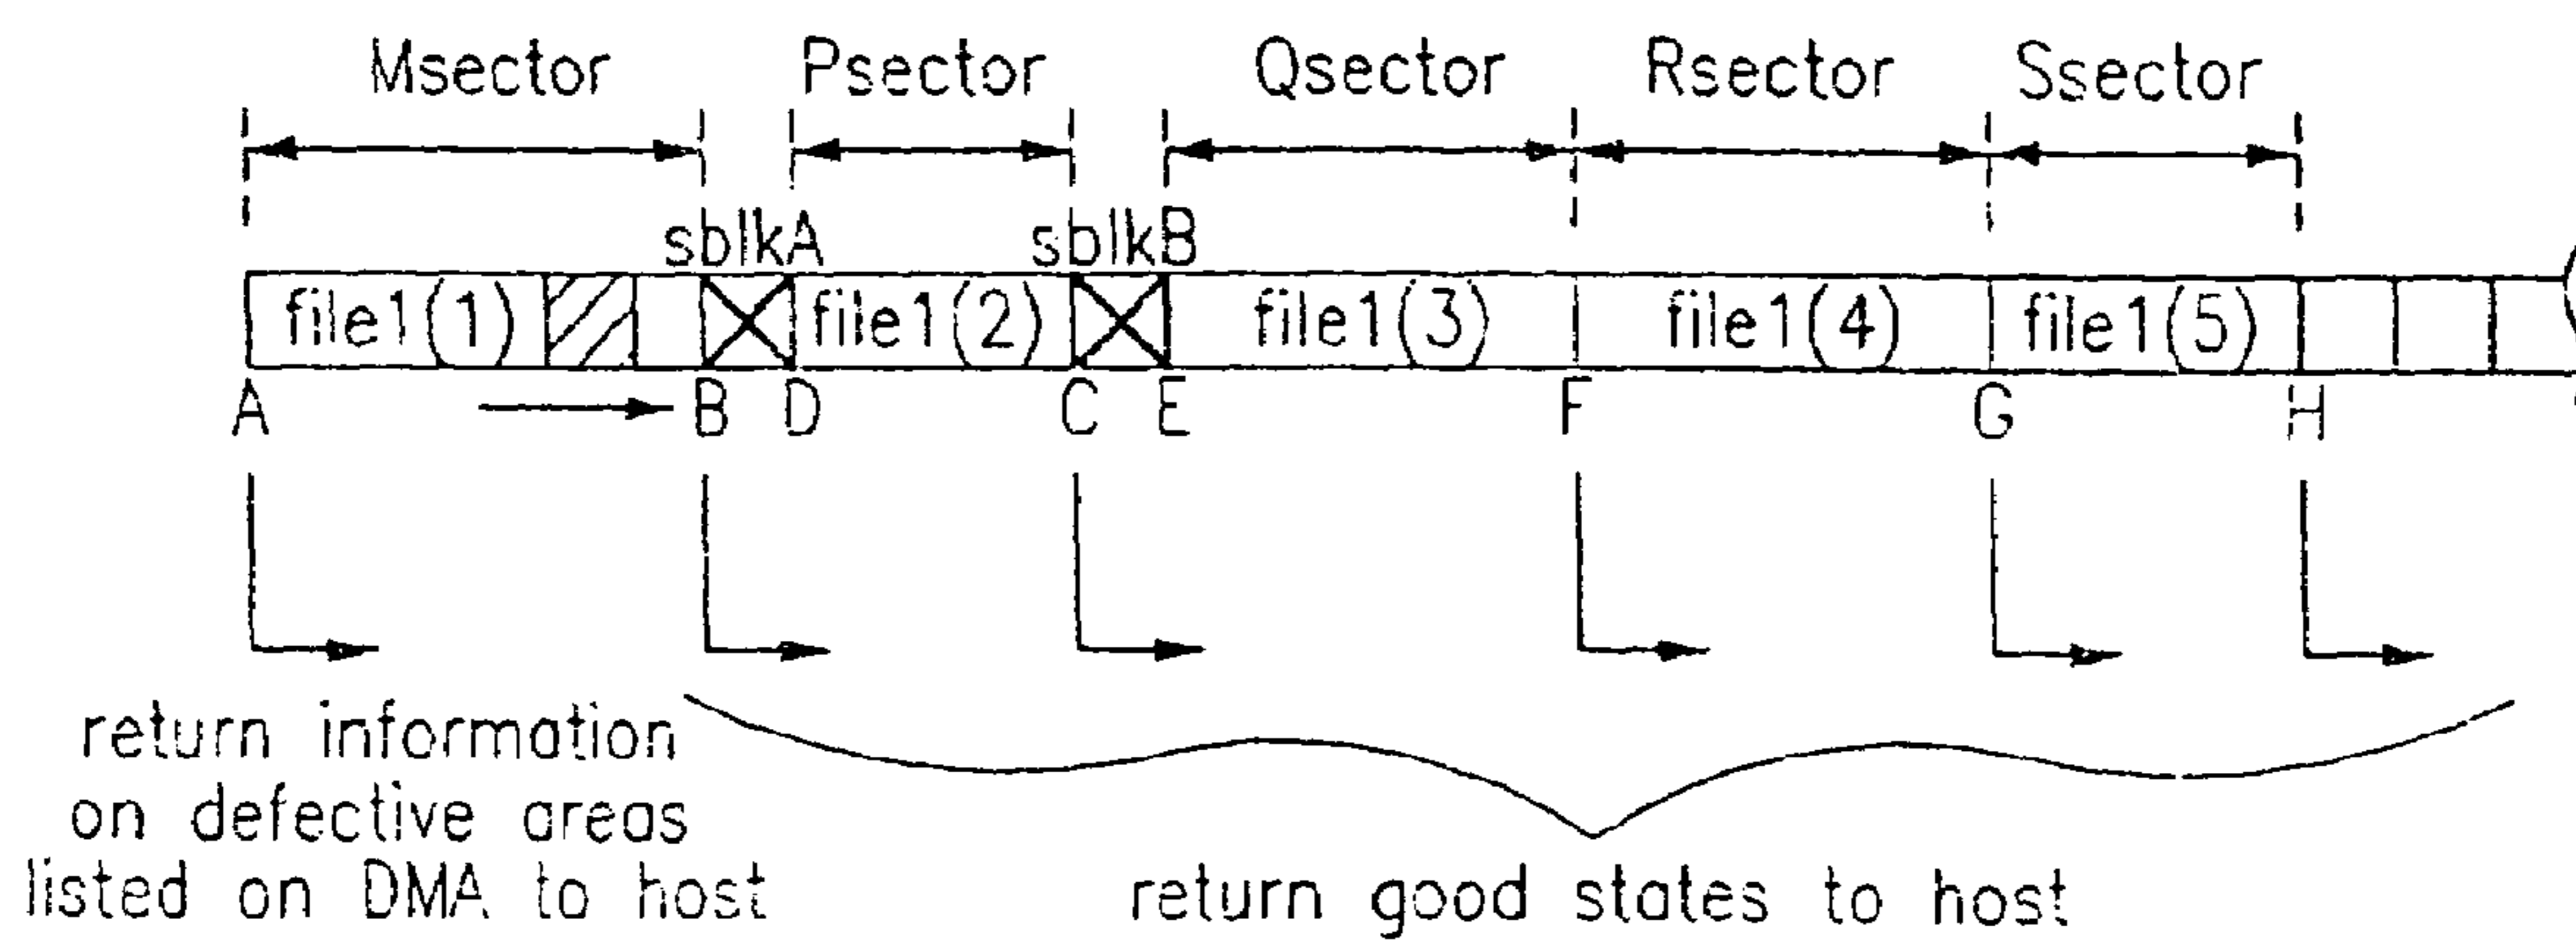 Msector Psector Qsector Rsector Ssector
sblkA sblkB
file1(1) file1(2) file1(3) file1(4) file1(5)
A B D C E F G H
return information
on defective areas
listed on DMA to host
return good states to host